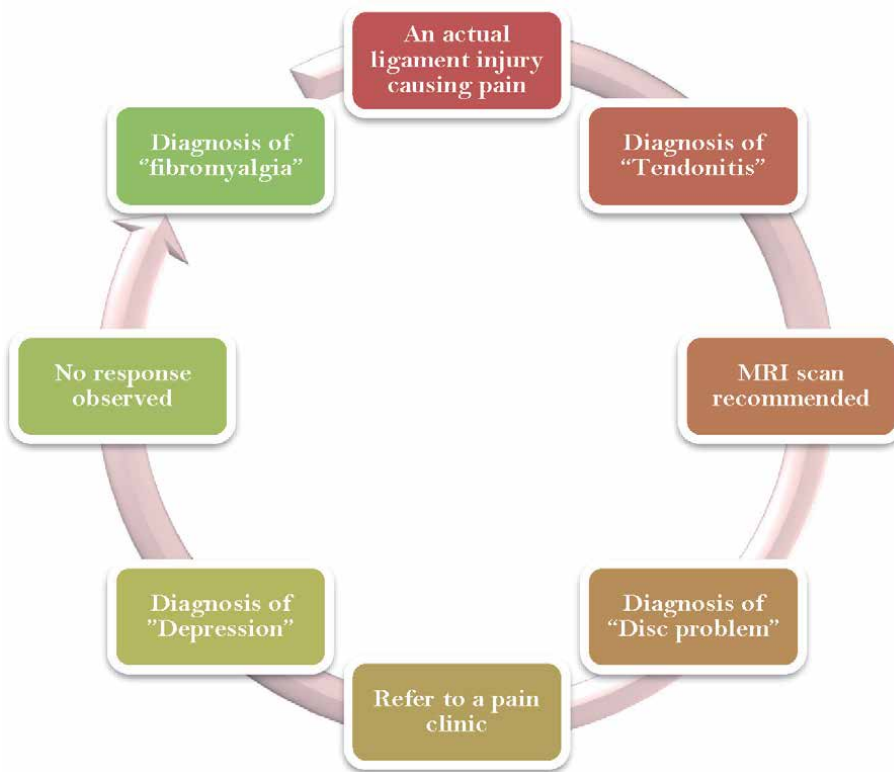 An actual
ligament injury
causing pain
Diagnosis of
“Tendonitis”
MRI scan
recommended
Diagnosis of
“Disc problem”
Refer to a pain
clinic
Diagnosis of
”Depression”
No response
observed
Diagnosis of
“fibromyalgia”